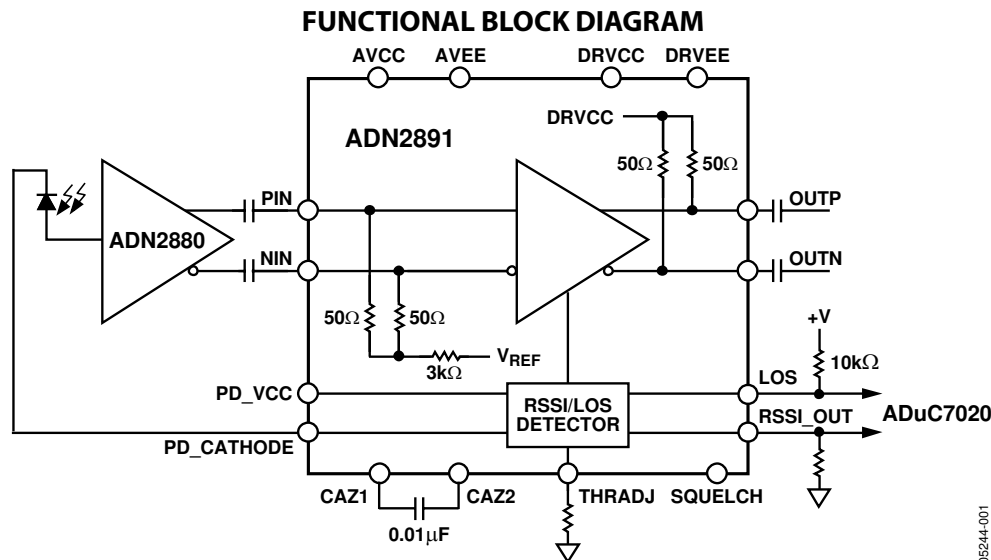 FUNCTIONAL BLOCK DIAGRAM
AVCC AVEE DRVCC DRVEE
DRVCC
ADN2891
50Ω 50Ω
PIN OUTP
ADN2880
NIN OUTN
50Ω 50Ω +V
VREF
3kΩ 10kΩ
PD_VCC LOS
RSSI/LOS
DETECTOR
RSSI_OUT
ADuC7020
PD_CATHODE
CAZ1 CAZ2 THRADJ SQUELCH
0.01μF
05244-001